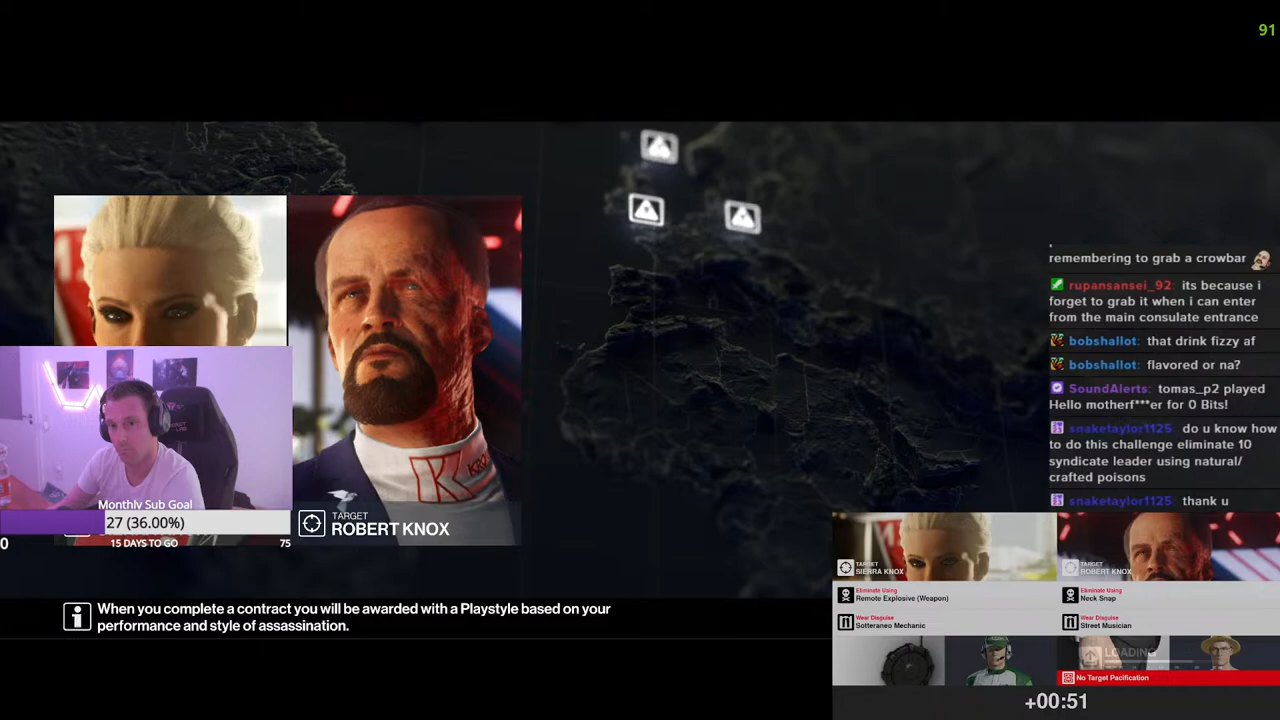 91
remembering to grab a crowbar
rupansansei_92: its because i
forget to grab it when i can enter
from the main consulate entrance
bobshallot: that drink fizzy af
bobshallot: flavored or na?
SoundAlerts: tomas_p2 played
Hello motherf***er for 0 Bits!
snaketaylor1125: do u know how
to do this challenge eliminate 10
syndicate leader using natural/
crafted poisons
snaketaylor1125: thank u
K KRO
TARGET
ROBERT KNOX
Monthly Sub Goal
27 (36.00%)
0
15 DAYS TO GO
75
When you complete a contract you will be awarded with a Playstyle based on your
performance and style of assassination.
TARGET
SIERRA KNOX
Eliminate Using
Remote Explosive (Weapon)
Wear Disguise
Sotteraneo Mechanic
TARGET
ROBERT KNOX
Eliminate Using
Neck Snap
Wear Disguise
Street Musician
LOADING
No Target Pacification
+00:51